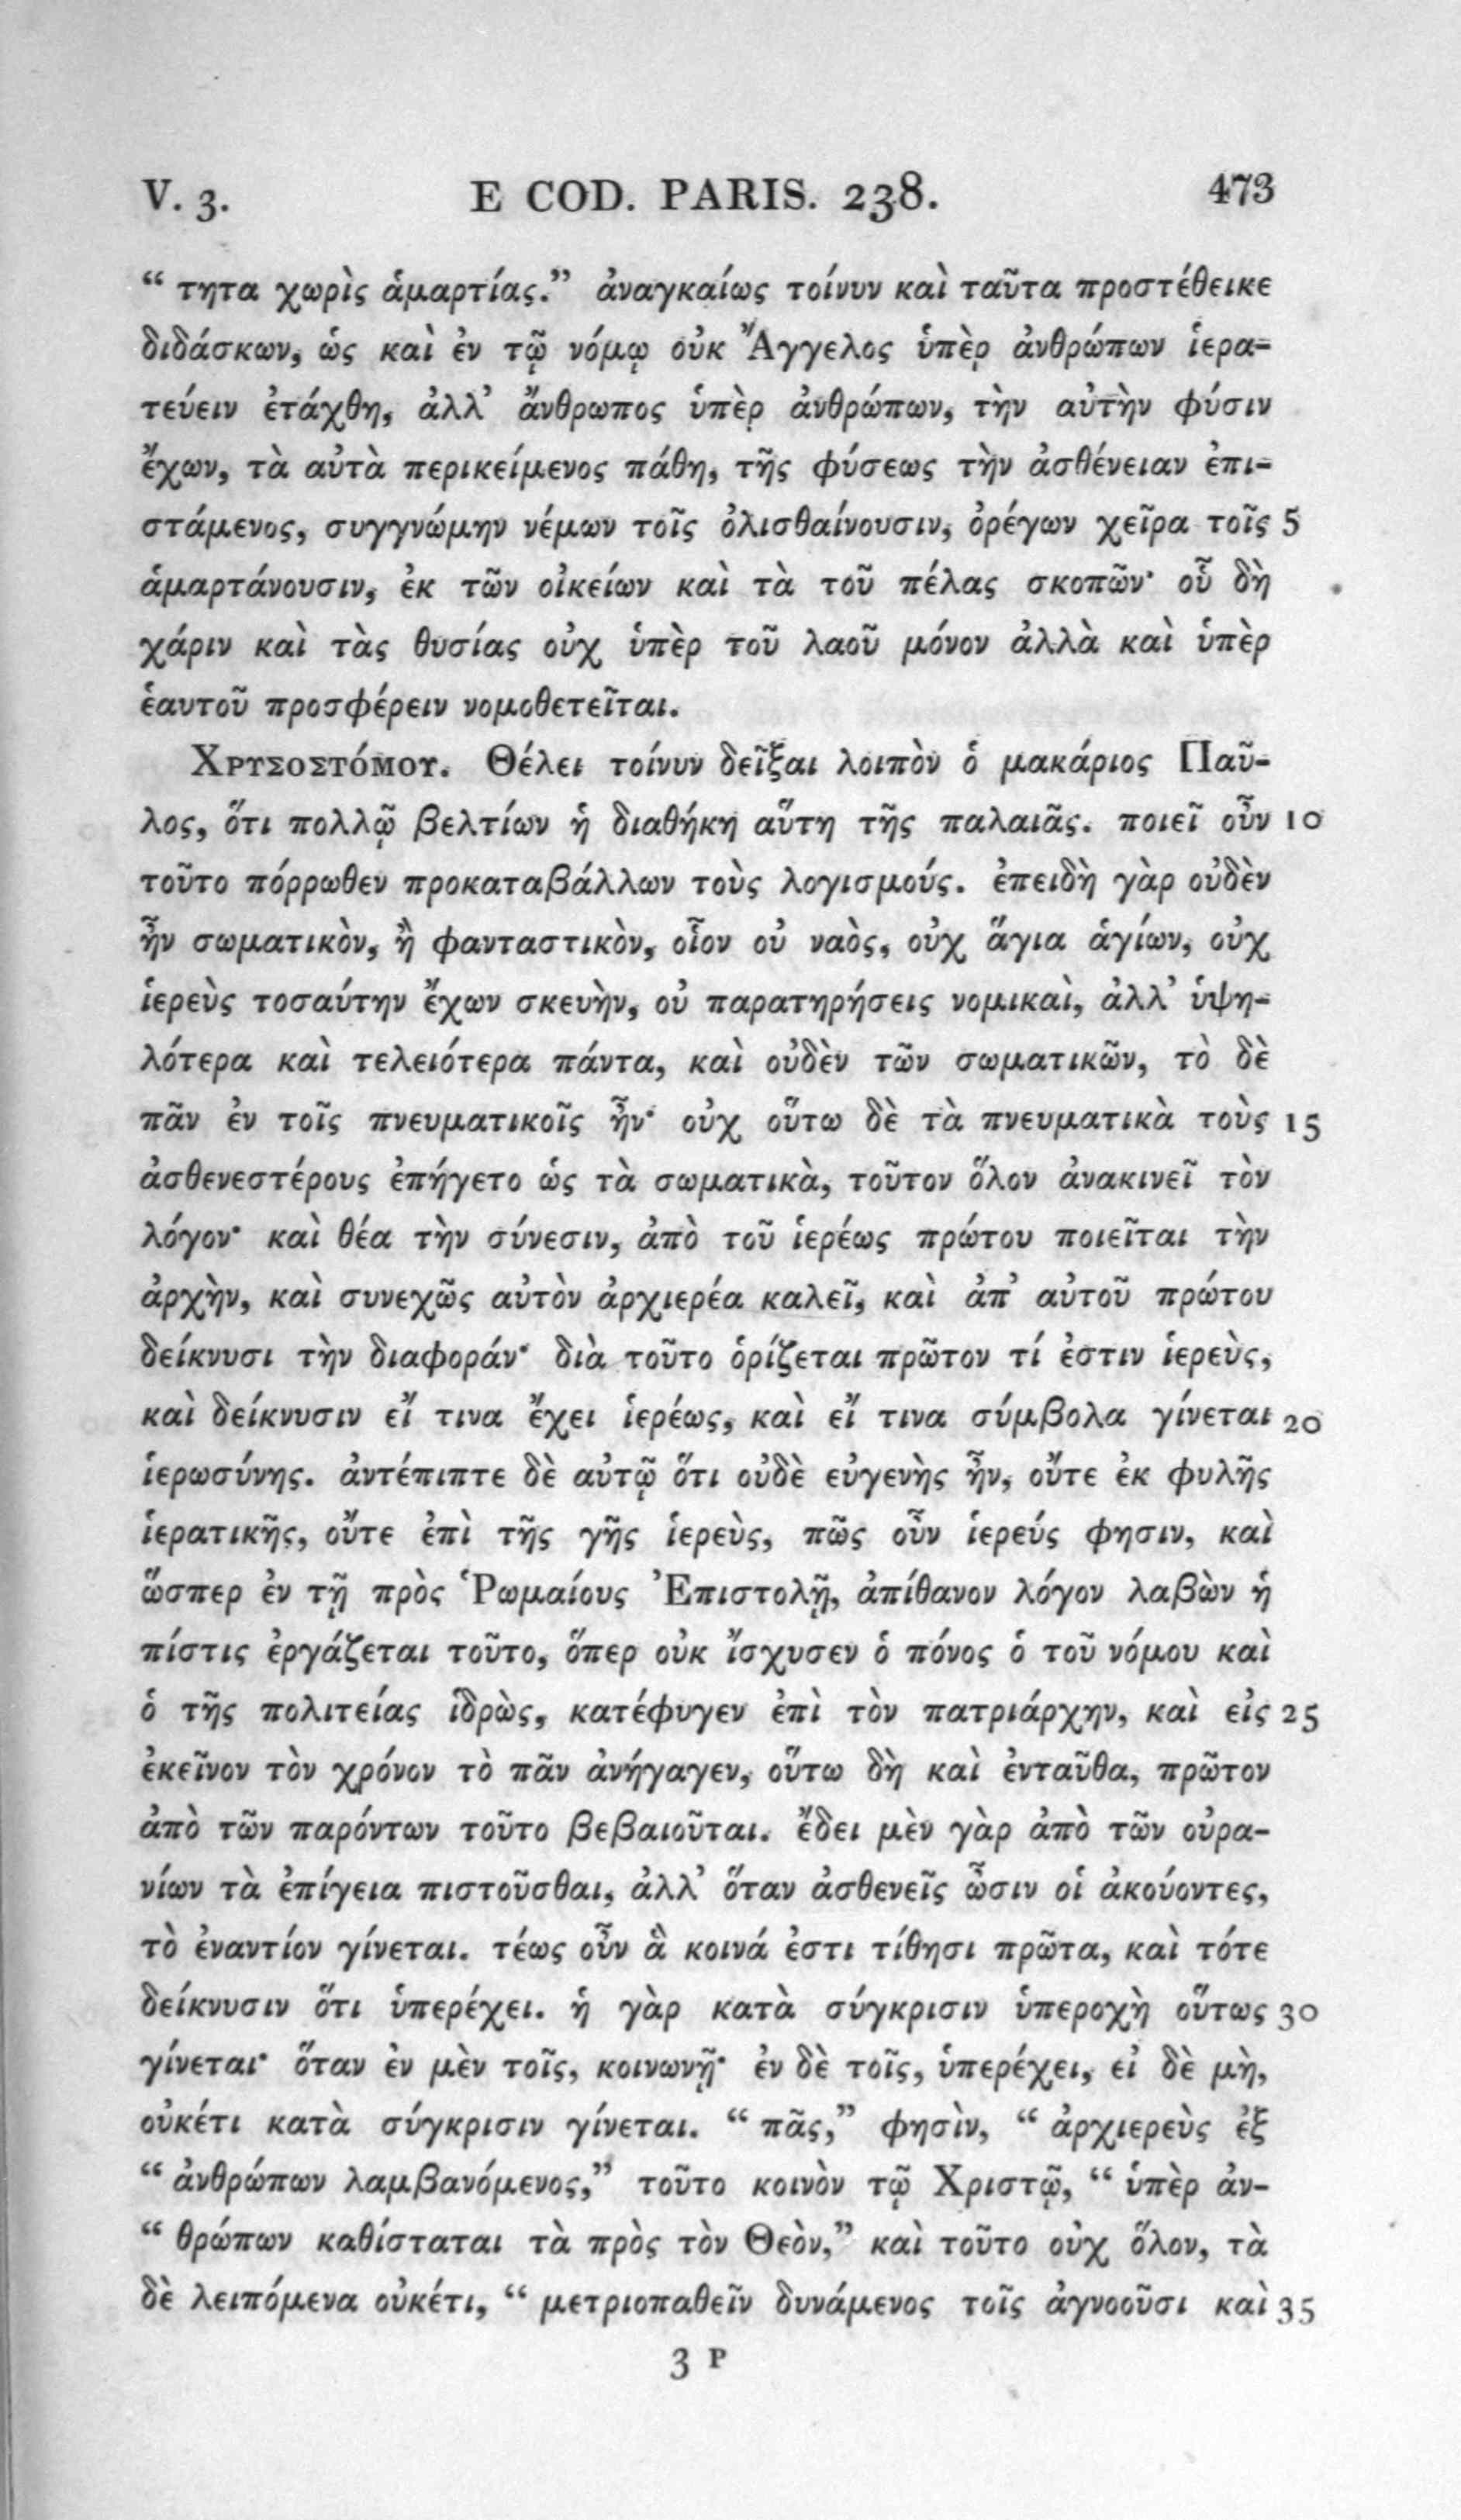 V. 3. E COD. PARIS. 238. 473
“ τητα χωρὶς ἁμαρτίας.” ἀναγκαίως τοίνυν καὶ ταῦτα προστέθεικε
διδάσκων, ὡς καὶ ἐν τῷ νόμῳ οὐκ Ἄγγελος ὑπὲρ ἀνθρώπων ἱερα-
τεύειν ἐτάχθη, ἀλλ’ ἄνθρωπος ὑπὲρ ἀνθρώπων, τὴν αὐτὴν φύσιν
ἔχων, τὰ αὐτὰ περικείμενος πάθη, τῆς φύσεως τὴν ἀσθένειαν ἐπι-
στάμενος, συγγνώμην νέμων τοῖς ὀλισθαίνουσιν, ὀρέγων χεῖρα τοῖς 5
ἁμαρτάνουσιν, ἐκ τῶν οἰκείων καὶ τὰ τοῦ πέλας σκοπῶν· οὗ δὴ
χάριν καὶ τὰς θυσίας οὐχ ὑπὲρ τοῦ λαοῦ μόνον ἀλλὰ καὶ ὑπὲρ
ἑαυτοῦ προσφέρειν νομοθετεῖται.
Χρυσοστόμου. Θέλει τοίνυν δεῖξαι λοιπὸν ὁ μακάριος Παῦ-
λος, ὅτι πολλῷ βελτίων ἡ διαθήκη αὕτη τῆς παλαιᾶς. ποιεῖ οὖν 10
τοῦτο πόρρωθεν προκαταβάλλων τοὺς λογισμούς. ἐπειδὴ γὰρ οὐδὲν
ἦν σωματικὸν, ἢ φανταστικὸν, οἷον οὐ ναὸς, οὐχ ἅγια ἁγίων, οὐχ
ἱερεὺς τοσαύτην ἔχων σκευὴν, οὐ παρατηρήσεις νομικαὶ, ἀλλ’ ὑψη-
λότερα καὶ τελειότερα πάντα, καὶ οὐδὲν τῶν σωματικῶν, τὸ δὲ
πᾶν ἐν τοῖς πνευματικοῖς ἦν· οὐχ οὕτω δὲ τὰ πνευματικὰ τοὺς 15
ἀσθενεστέρους ἐπήγετο ὡς τὰ σωματικὰ, τοῦτον ὅλον ἀνακινεῖ τὸν
λόγον· καὶ θέα τὴν σύνεσιν, ἀπὸ τοῦ ἱερέως πρώτου ποιεῖται τὴν
ἀρχὴν, καὶ συνεχῶς αὐτὸν ἀρχιερέα καλεῖ, καὶ ἀπ’ αὐτοῦ πρώτου
δείκνυσι τὴν διαφοράν· διὰ τοῦτο ὁρίζεται πρῶτον τί ἐστιν ἱερεὺς,
καὶ δείκνυσιν εἴ τινα ἔχει ἱερέως, καὶ εἴ τινα σύμβολα γίνεται 20
ἱερωσύνης. ἀντέπιπτε δὲ αὐτῷ ὅτι οὐδὲ εὐγενὴς ἦν, οὔτε ἐκ φυλῆς
ἱερατικῆς, οὔτε ἐπὶ τῆς γῆς ἱερεὺς, πῶς οὖν ἱερεύς φησιν, καὶ
ὥσπερ ἐν τῇ πρὸς Ῥωμαίους Ἐπιστολῇ, ἀπίθανον λόγον λαβὼν ἡ
πίστις ἐργάζεται τοῦτο, ὅπερ οὐκ ἴσχυσεν ὁ πόνος ὁ τοῦ νόμου καὶ
ὁ τῆς πολιτείας ἱδρὼς, κατέφυγεν ἐπὶ τὸν πατριάρχην, καὶ εἰς 25
ἐκεῖνον τὸν χρόνον τὸ πᾶν ἀνήγαγεν, οὕτω δὴ καὶ ἐνταῦθα, πρῶτον
ἀπὸ τῶν παρόντων τοῦτο βεβαιοῦται. ἔδει μὲν γὰρ ἀπὸ τῶν οὐρα-
νίων τὰ ἐπίγεια πιστοῦσθαι, ἀλλ’ ὅταν ἀσθενεῖς ὦσιν οἱ ἀκούοντες,
τὸ ἐναντίον γίνεται. τέως οὖν ἃ κοινά ἐστι τίθησι πρῶτα, καὶ τότε
δείκνυσιν ὅτι ὑπερέχει. ἡ γὰρ κατὰ σύγκρισιν ὑπεροχὴ οὕτως 30
γίνεται· ὅταν ἐν μὲν τοῖς, κοινωνῇ· ἐν δὲ τοῖς, ὑπερέχει, εἰ δὲ μὴ,
οὐκέτι κατὰ σύγκρισιν γίνεται. “ πᾶς,” φησὶν, “ ἀρχιερεὺς ἐξ
“ ἀνθρώπων λαμβανόμενος,” τοῦτο κοινὸν τῷ Χριστῷ, “ ὑπὲρ ἀν-
“ θρώπων καθίσταται τὰ πρὸς τὸν Θεὸν,” καὶ τοῦτο οὐχ ὅλον, τὰ
δὲ λειπόμενα οὐκέτι, “ μετριοπαθεῖν δυνάμενος τοῖς ἀγνοοῦσι καὶ 35
3 P